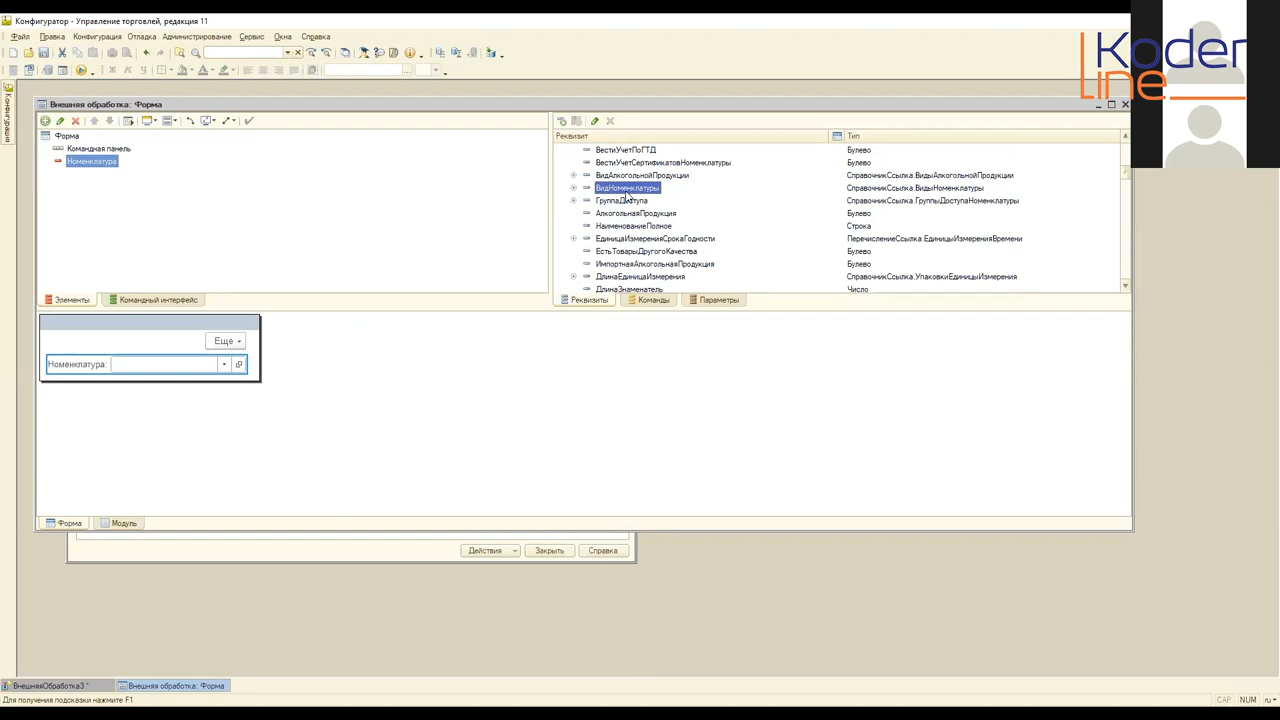 Конфигуратор - Управление торговлей, редакция 11
Файл Правка Конфигурация Отладка Администрирование Сервис Окна Справка
Koder
Line
Конфигурация
Внешняя обработка: Форма
Форма
Командная панель
Номенклатура
Элементы Командный интерфейс
Реквизит Тип
ВестиУчетПоГТД Булево
ВестиУчетСертификатовНоменклатуры Булево
ВидАлкогольнойПродукции СправочникСсылка.ВидыАлкогольнойПродукции
ВидНоменклатуры СправочникСсылка.ВидыНоменклатуры
ГруппаДоступа СправочникСсылка.ГруппыДоступаНоменклатуры
АлкогольнаяПродукция Булево
НаименованиеПолное Строка
ЕдиницаИзмеренияСрокаГодности ПеречислениеСсылка.ЕдиницыИзмеренияВремени
ЕстьТоварыДругогоКачества Булево
ИмпортнаяАлкогольнаяПродукция Булево
ДлинаЕдиницаИзмерения СправочникСсылка.УпаковкиЕдиницыИзмерения
ДлинаЗнаменатель Число
Реквизиты Команды Параметры
Еще
Номенклатура:
Форма Модуль
Действия Закрыть Справка
ВнешняяОбработка3 * Внешняя обработка: Форма
Для получения подсказки нажмите F1 CAP NUM ru